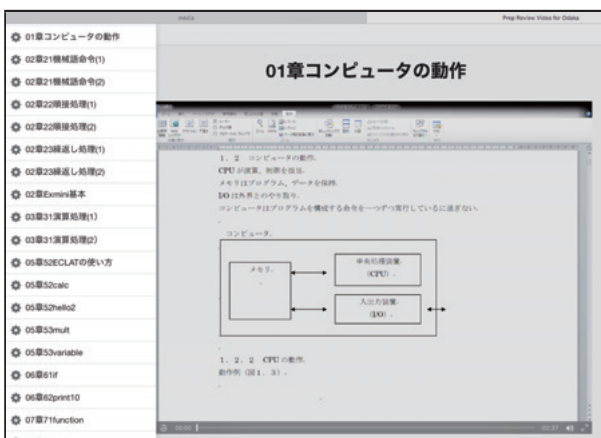 media
Prep Review Video for Odaka
01章コンピュータの動作
02章21機械語命令(1)
02章21機械語命令(2)
02章22順接処理(1)
02章22順接処理(2)
02章23繰返し処理(1)
02章23繰返し処理(2)
02章Exmini基本
03章31演算処理(1)
03章31演算処理(2)
05章52ECLATの使い方
05章52calc
05章52hello2
05章53mult
05章53variable
06章61if
06章62print10
07章71function
01章コンピュータの動作
1.2 コンピュータの動作.
CPUが演算、制御を担当.
メモリはプログラム、データを保持.
I/Oは外界とのやり取り.
コンピュータはプログラムを構成する命令を一つずつ実行しているに過ぎない.
コンピュータ.
メモリ.
中央処理装置.
(CPU).
入出力装置.
(I/O).
1.2.2 CPUの動作.
動作例(図1.3).
00:00
-03:37